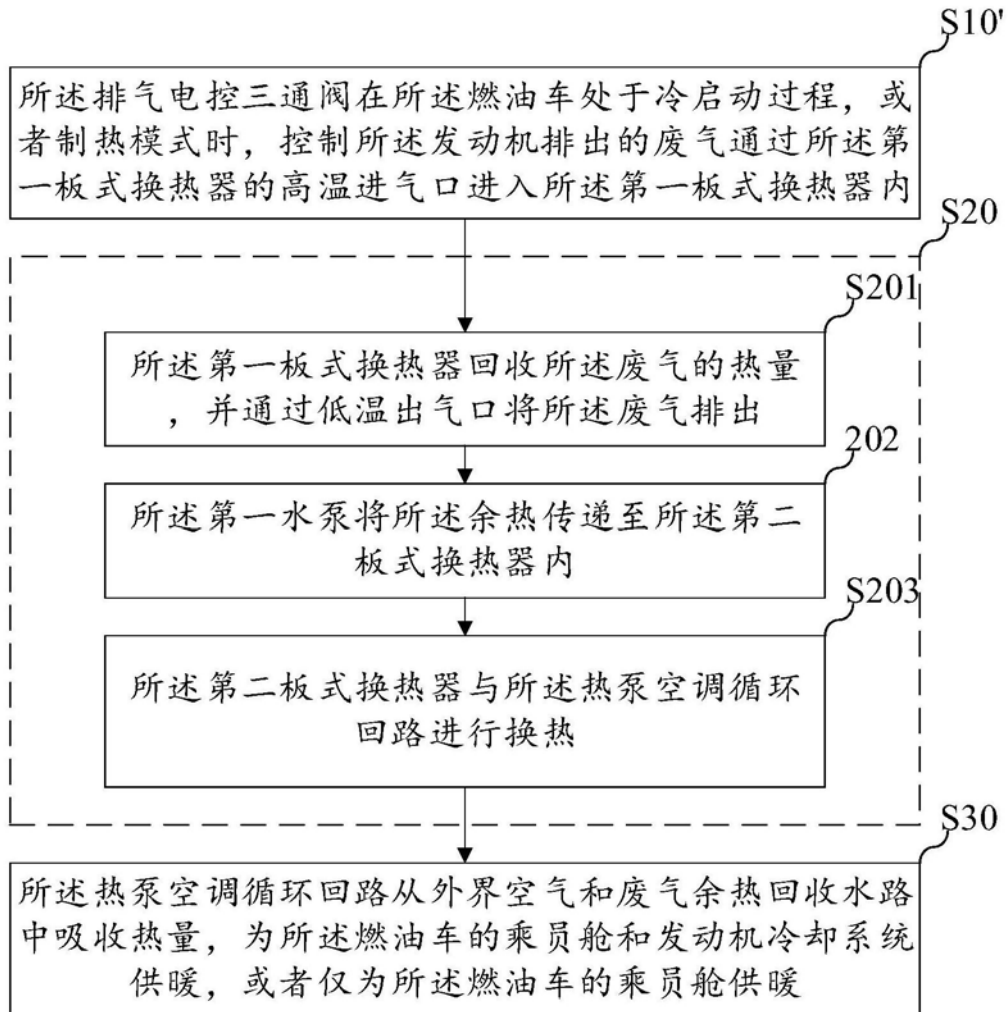 S10'
所述排气电控三通阀在所述燃油车处于冷启动过程，或
者制热模式时，控制所述发动机排出的废气通过所述第
一板式换热器的高温进气口进入所述第一板式换热器内
S20
S201
所述第一板式换热器回收所述废气的热量
，并通过低温出气口将所述废气排出
202
所述第一水泵将所述余热传递至所述第二
板式换热器内
S203
所述第二板式换热器与所述热泵空调循环
回路进行换热
S30
所述热泵空调循环回路从外界空气和废气余热回收水路
中吸收热量，为所述燃油车的乘员舱和发动机冷却系统
供暖，或者仅为所述燃油车的乘员舱供暖